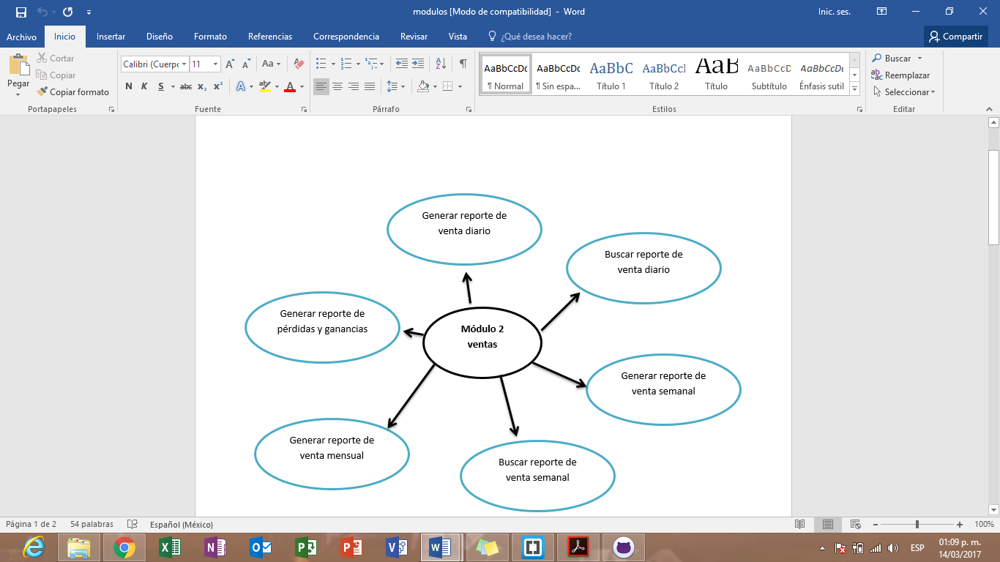 modulos [Modo de compatibilidad] - Word
Inic. ses.
Archivo Inicio Insertar Diseño Formato Referencias Correspondencia Revisar Vista ¿Qué desea hacer? Compartir
Pegar
Cortar
Copiar
Copiar formato
Portapapeles
Calibri (Cuerpo 11
Aa
N K S abc x₂ x² A ab A
Fuente
Párrafo
AaBbCcDc AaBbCcDc AaBbC AaBbCcI AaB AaBbCcD AaBbCcDc
¶ Normal ¶ Sin espa... Título 1 Título 2 Título Subtítulo Énfasis sutil
Estilos
Buscar
Reemplazar
Seleccionar
Editar
Generar reporte de
venta diario
Buscar reporte de
venta diario
Generar reporte de
pérdidas y ganancias
Módulo 2
ventas
Generar reporte de
venta semanal
Generar reporte de
venta mensual
Buscar reporte de
venta semanal
Página 1 de 2 54 palabras Español (México) 100%
ESP
01:09 p. m.
14/03/2017